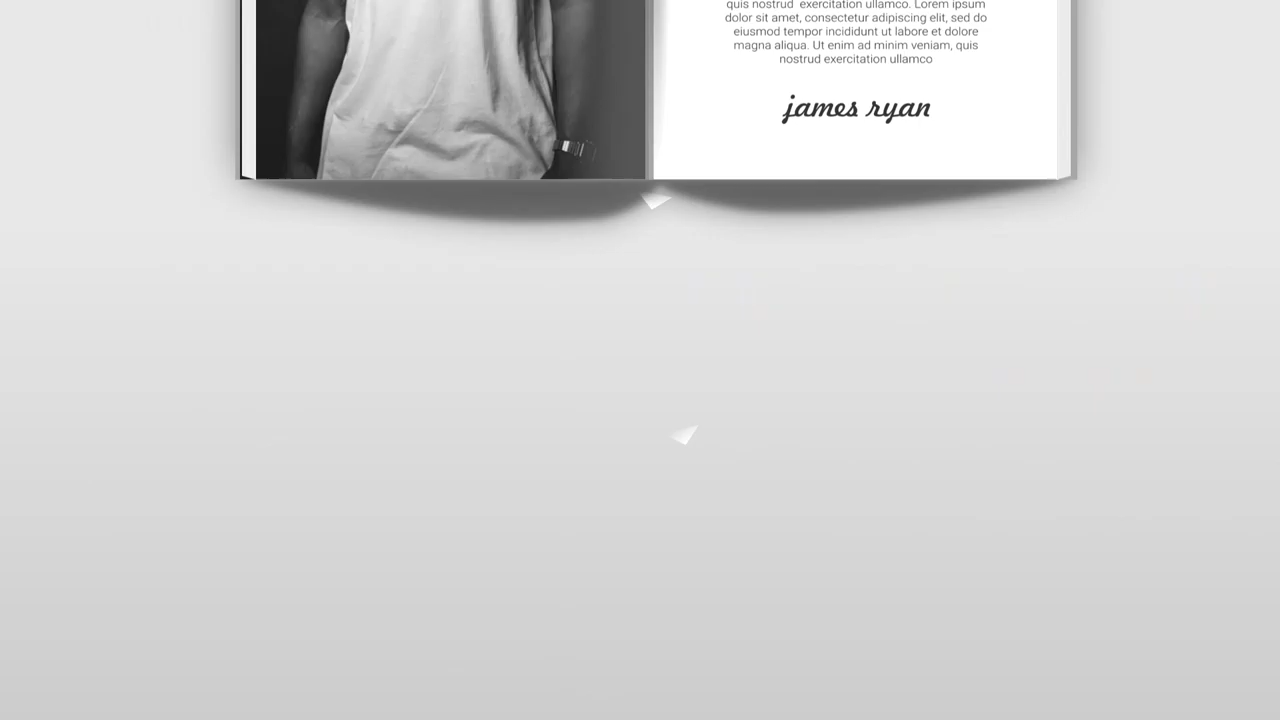 quis nostrud  exercitation ullamco. Lorem ipsum
dolor sit amet, consectetur adipiscing elit, sed do
eiusmod tempor incididunt ut labore et dolore
magna aliqua. Ut enim ad minim veniam, quis
nostrud exercitation ullamco
james ryan